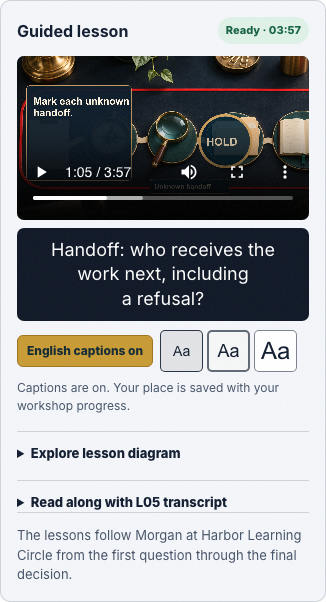 Guided lesson
Ready · 03:57
Mark each unknown
handoff.
HOLD
1:05 / 3:57
Unknown handoff
Handoff: who receives the
work next, including
a refusal?
English captions on
Aa
Aa
Aa
Captions are on. Your place is saved with your
workshop progress.
Explore lesson diagram
Read along with L05 transcript
The lessons follow Morgan at Harbor Learning
Circle from the first question through the final
decision.